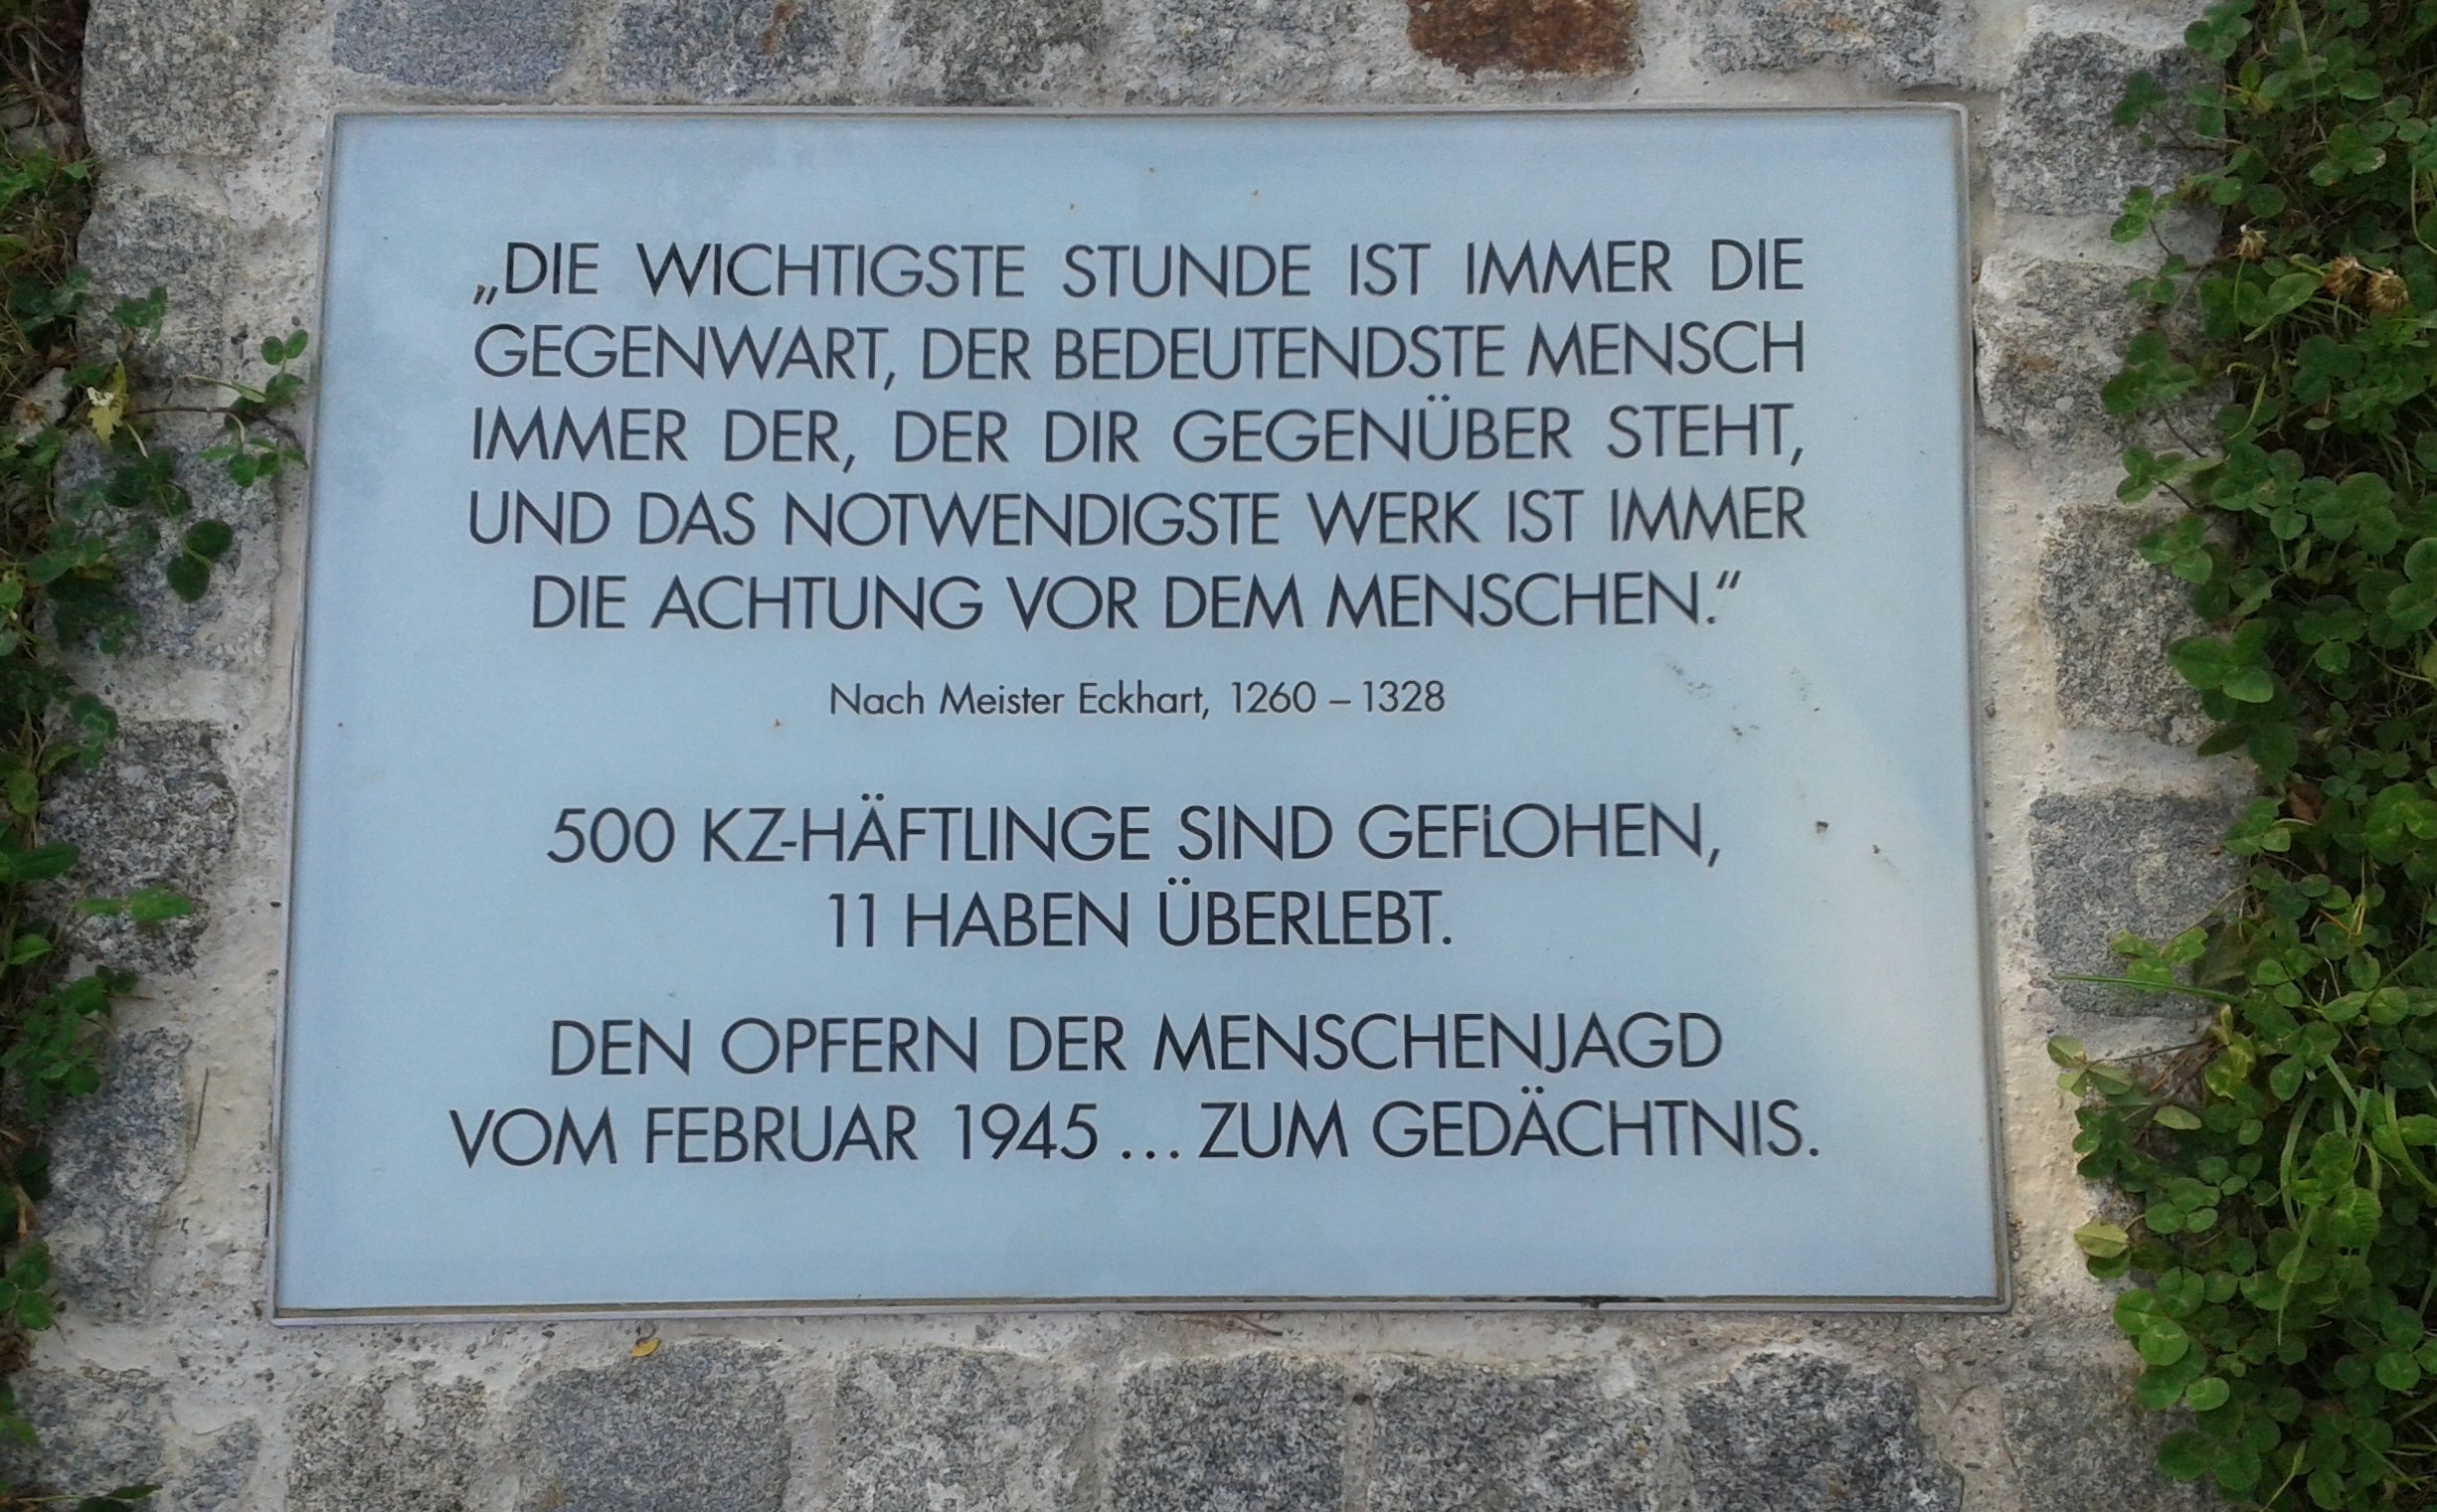 „DIE WICHTIGSTE STUNDE IST IMMER DIE
GEGENWART, DER BEDEUTENDSTE MENSCH
IMMER DER, DER DIR GEGENÜBER STEHT,
UND DAS NOTWENDIGSTE WERK IST IMMER
DIE ACHTUNG VOR DEM MENSCHEN.“
Nach Meister Eckhart, 1260 – 1328
500 KZ-HÄFTLINGE SIND GEFLOHEN,
11 HABEN ÜBERLEBT.
DEN OPFERN DER MENSCHENJAGD
VOM FEBRUAR 1945 ... ZUM GEDÄCHTNIS.